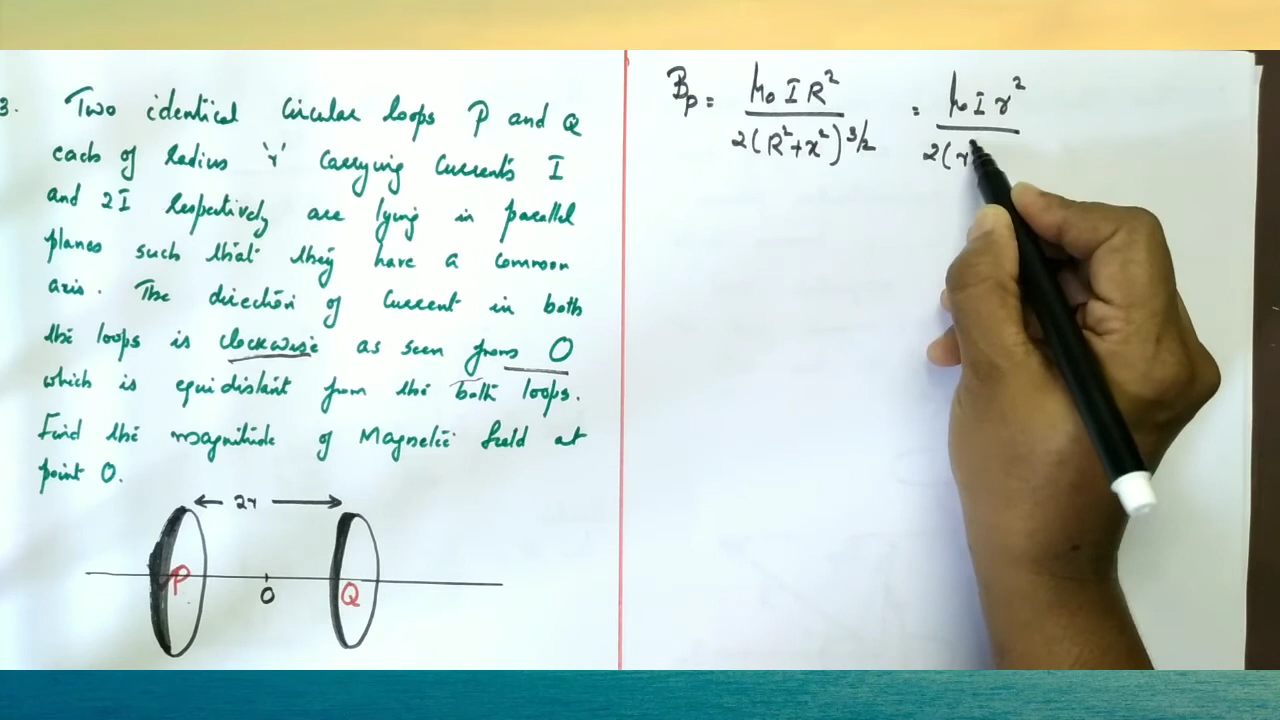 3. Two identical Circular loops P and Q
each of Radius 'r' Carrying Currents I
and 2I respectively are lying in parallel
planes such that they have a common
axis. The direction of Current in both
the loops is clockwise as seen from O
which is equidistant from the both loops.
Find the magnitude of Magnetic field at
point O.
← 2r →
P O Q
Bp = μ₀ I R² / 2(R²+x²)^3/2 = μ₀ I r² / 2(r